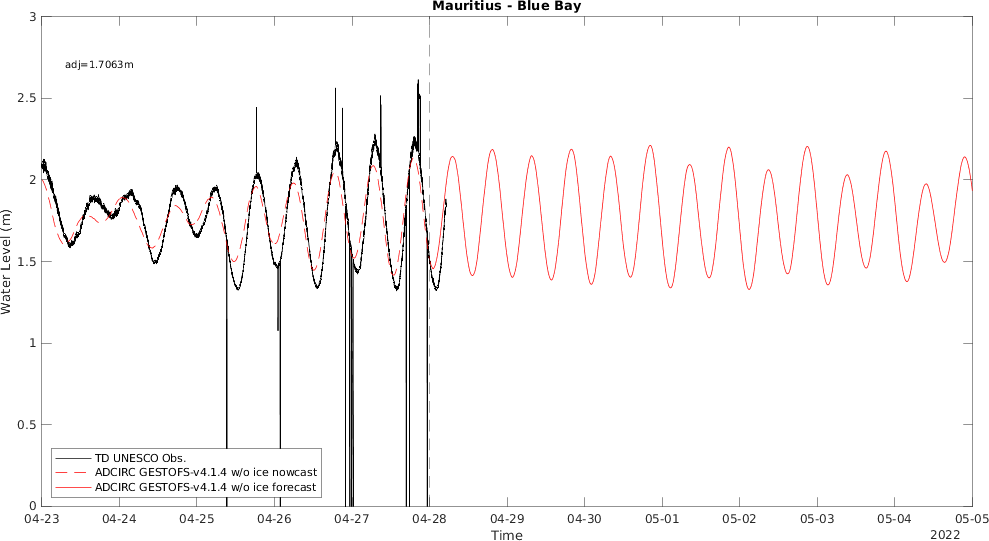 Mauritius - Blue Bay
adj=1.7063m
3
2.5
2
1.5
1
0.5
0
Water Level (m)
TD UNESCO Obs.
ADCIRC GESTOFS-v4.1.4 w/o ice nowcast
ADCIRC GESTOFS-v4.1.4 w/o ice forecast
04-23 04-24 04-25 04-26 04-27 04-28 04-29 04-30 05-01 05-02 05-03 05-04 05-05
Time
2022